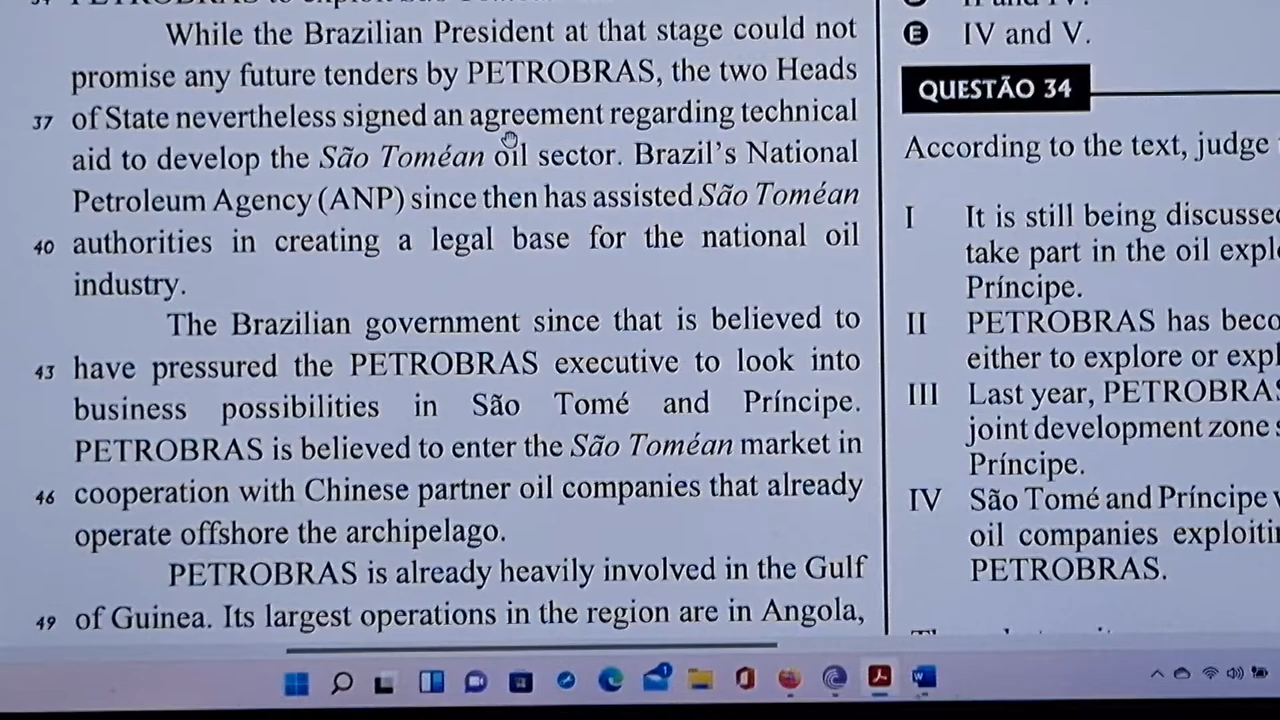 While the Brazilian President at that stage could not
promise any future tenders by PETROBRAS, the two Heads
37 of State nevertheless signed an agreement regarding technical
aid to develop the São Toméan oil sector. Brazil's National
Petroleum Agency (ANP) since then has assisted São Toméan
40 authorities in creating a legal base for the national oil
industry.
The Brazilian government since that is believed to
43 have pressured the PETROBRAS executive to look into
business possibilities in São Tomé and Príncipe.
PETROBRAS is believed to enter the São Toméan market in
46 cooperation with Chinese partner oil companies that already
operate offshore the archipelago.
PETROBRAS is already heavily involved in the Gulf
49 of Guinea. Its largest operations in the region are in Angola,
E IV and V.
QUESTÃO 34
According to the text, judge
I It is still being discussed
take part in the oil
Príncipe.
II PETROBRAS has
either to explore or
III Last year, PETROBRAS
joint development zone
Príncipe.
IV São Tomé and Príncipe
oil companies
PETROBRAS.